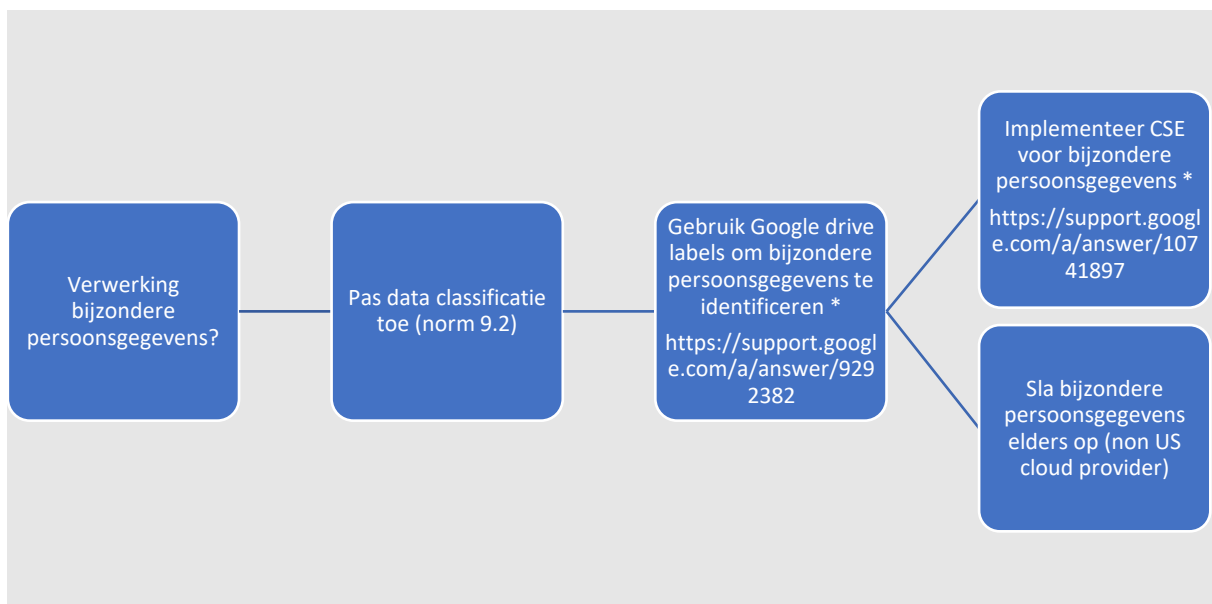 Verwerking
bijzondere
persoonsgegevens?
Pas data classificatie
toe (norm 9.2)
Gebruik Google drive
labels om bijzondere
persoonsgegevens te
identificeren *
https://support.googl
e.com/a/answer/929
2382
Implementeer CSE
voor bijzondere
persoonsgegevens *
https://support.googl
e.com/a/answer/107
41897
Sla bijzondere
persoonsgegevens
elders op (non US
cloud provider)